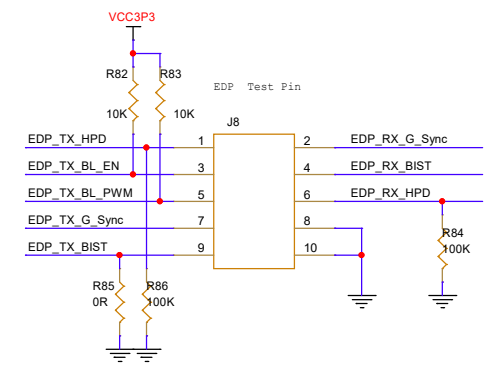 VCC3P3
R82 R83
EDP Test Pin
10K 10K
J8
EDP_TX_HPD 1 2 EDP_RX_G_Sync
EDP_TX_BL_EN 3 4 EDP_RX_BIST
EDP_TX_BL_PWM 5 6 EDP_RX_HPD
EDP_TX_G_Sync 7 8
R84
100K
EDP_TX_BIST 9 10
R85 R86
0R 100K